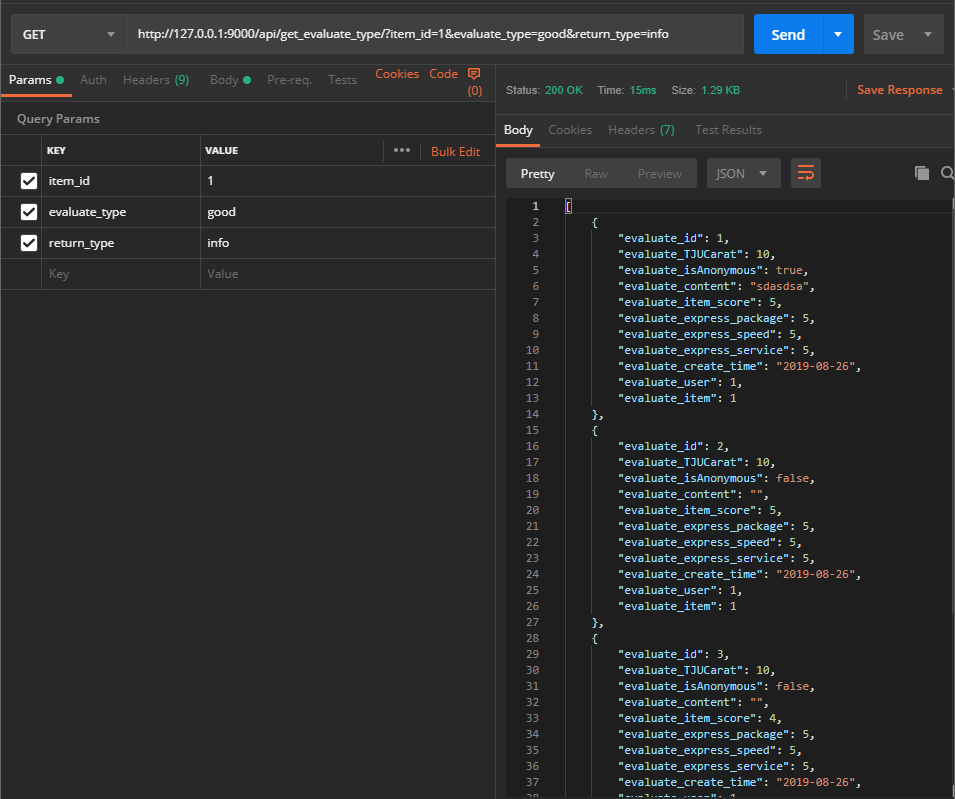 GET http://127.0.0.1:9000/api/get_evaluate_type/?item_id=1&evaluate_type=good&return_type=info Send Save
Params Auth Headers (9) Body Pre-req. Tests Cookies Code (0)
Query Params
KEY VALUE ••• Bulk Edit
item_id 1
evaluate_type good
return_type info
Key Value
Status: 200 OK Time: 15ms Size: 1.29 KB Save Response
Body Cookies Headers (7) Test Results
Pretty Raw Preview JSON
1 [
2 {
3 "evaluate_id": 1,
4 "evaluate_TJUCarat": 10,
5 "evaluate_isAnonymous": true,
6 "evaluate_content": "sdasdsa",
7 "evaluate_item_score": 5,
8 "evaluate_express_package": 5,
9 "evaluate_express_speed": 5,
10 "evaluate_express_service": 5,
11 "evaluate_create_time": "2019-08-26",
12 "evaluate_user": 1,
13 "evaluate_item": 1
14 },
15 {
16 "evaluate_id": 2,
17 "evaluate_TJUCarat": 10,
18 "evaluate_isAnonymous": false,
19 "evaluate_content": "",
20 "evaluate_item_score": 5,
21 "evaluate_express_package": 5,
22 "evaluate_express_speed": 5,
23 "evaluate_express_service": 5,
24 "evaluate_create_time": "2019-08-26",
25 "evaluate_user": 1,
26 "evaluate_item": 1
27 },
28 {
29 "evaluate_id": 3,
30 "evaluate_TJUCarat": 10,
31 "evaluate_isAnonymous": false,
32 "evaluate_content": "",
33 "evaluate_item_score": 4,
34 "evaluate_express_package": 5,
35 "evaluate_express_speed": 5,
36 "evaluate_express_service": 5,
37 "evaluate_create_time": "2019-08-26",